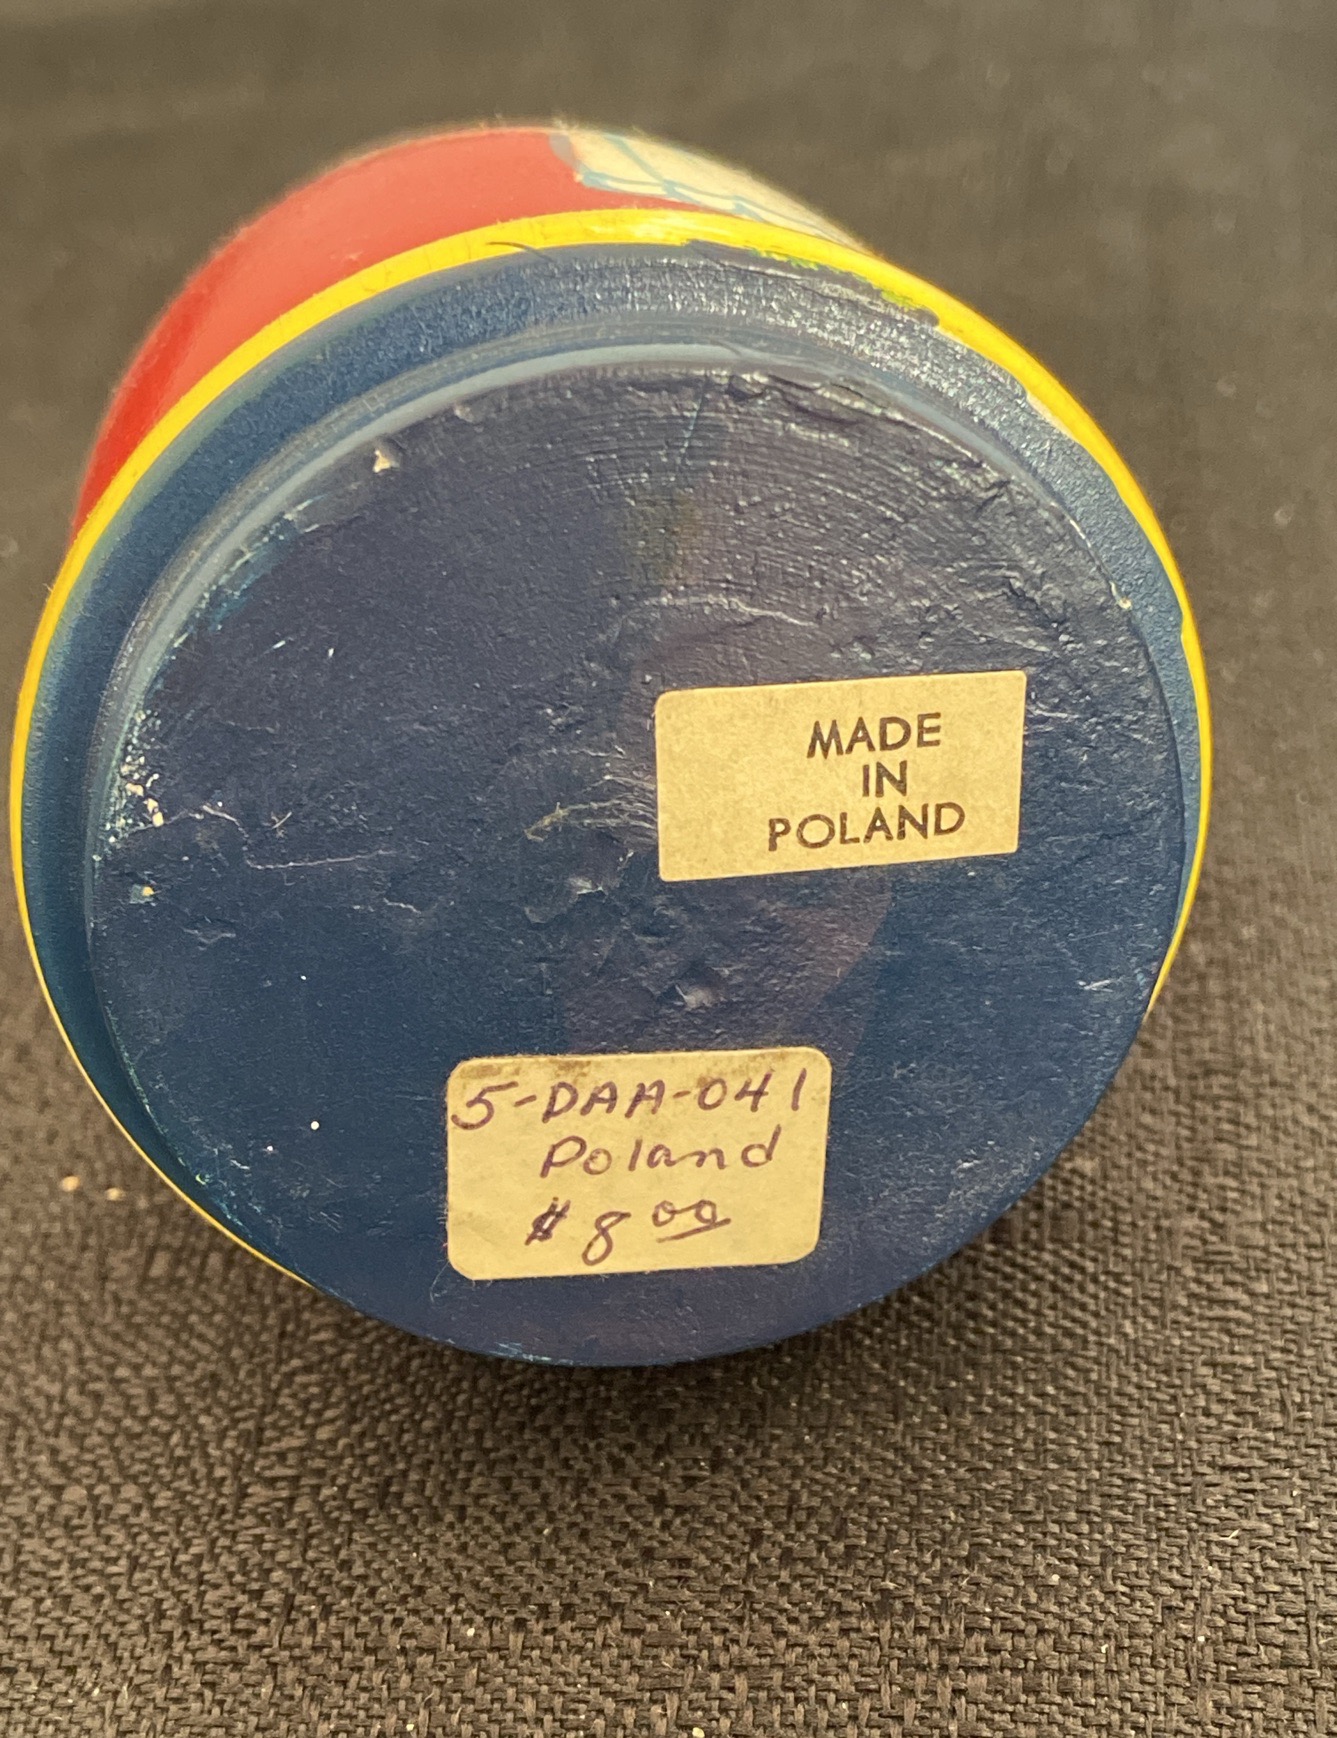 MADE
IN
POLAND
5-DAA-041
Poland
$ 8 00